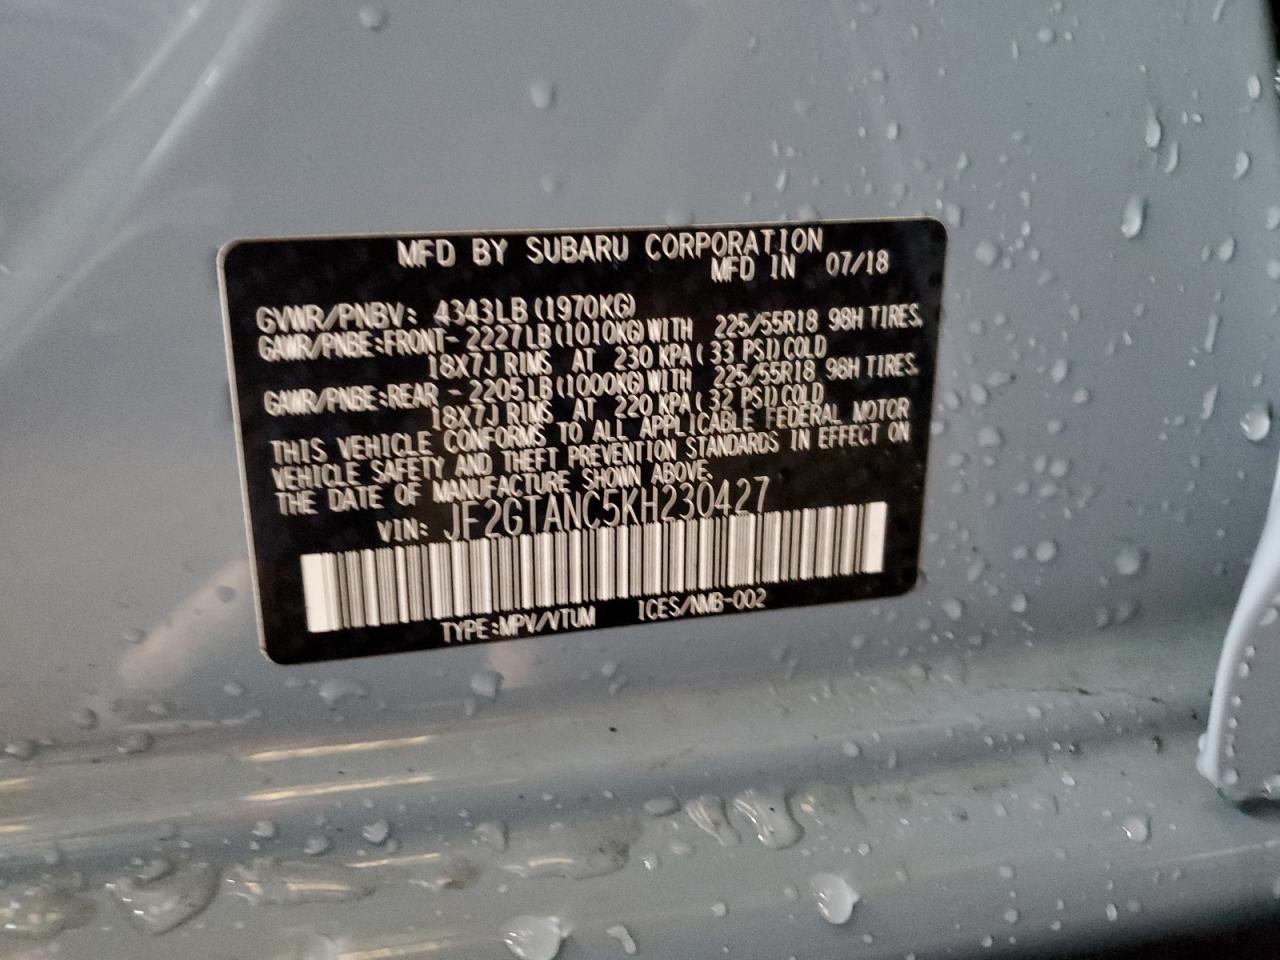 MFD BY SUBARU CORPORATION
MFD IN 07/18
GVWR/PNBV: 4343LB (1970KG)
GAWR/PNBE:FRONT-2227LB(1010KG)WITH 225/55R18 98H TIRES,
18X7J RIMS AT 230 KPA( 33 PSI)COLD
GAWR/PNBE:REAR -2205LB(1000KG)WITH 225/55R18 98H TIRES,
18X7J RIMS AT 220 KPA( 32 PSI)COLD
THIS VEHICLE CONFORMS TO ALL APPLICABLE FEDERAL MOTOR
VEHICLE SAFETY AND THEFT PREVENTION STANDARDS IN EFFECT ON
THE DATE OF MANUFACTURE SHOWN ABOVE.
VIN: JF2GTANC5KH230427
TYPE:MPV/VTUM ICES/NMB-002